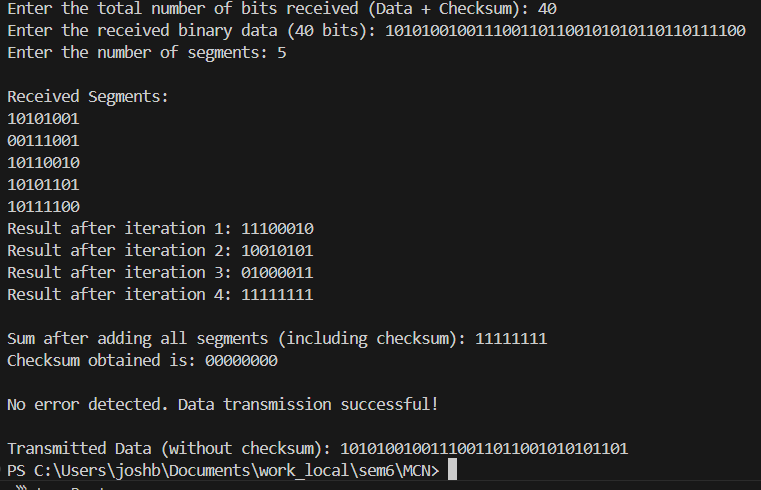 Enter the total number of bits received (Data + Checksum): 40
Enter the received binary data (40 bits): 1010100100111001101100101010110110111100
Enter the number of segments: 5
Received Segments:
10101001
00111001
10110010
10101101
10111100
Result after iteration 1: 11100010
Result after iteration 2: 10010101
Result after iteration 3: 01000011
Result after iteration 4: 11111111
Sum after adding all segments (including checksum): 11111111
Checksum obtained is: 00000000
No error detected. Data transmission successful!
Transmitted Data (without checksum): 10101001001110011011001010101101
PS C:\Users\joshb\Documents\work_local\sem6\MCN>